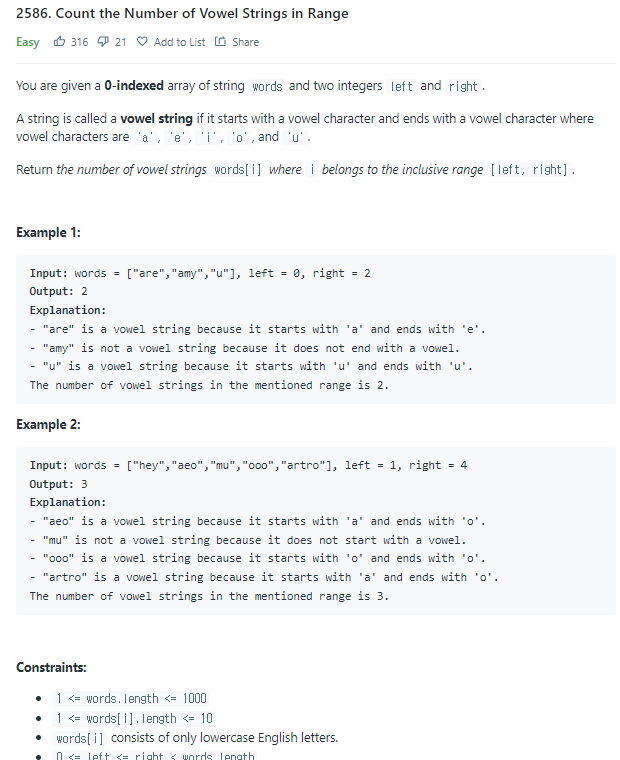 2586. Count the Number of Vowel Strings in Range
Easy 316 21 Add to List Share
You are given a 0-indexed array of string words and two integers left and right.
A string is called a vowel string if it starts with a vowel character and ends with a vowel character where
vowel characters are 'a', 'e', 'i', 'o', and 'u'.
Return the number of vowel strings words[i] where i belongs to the inclusive range [left, right].
Example 1:
Input: words = ["are","amy","u"], left = 0, right = 2
Output: 2
Explanation:
- "are" is a vowel string because it starts with 'a' and ends with 'e'.
- "amy" is not a vowel string because it does not end with a vowel.
- "u" is a vowel string because it starts with 'u' and ends with 'u'.
The number of vowel strings in the mentioned range is 2.
Example 2:
Input: words = ["hey","aeo","mu","ooo","artro"], left = 1, right = 4
Output: 3
Explanation:
- "aeo" is a vowel string because it starts with 'a' and ends with 'o'.
- "mu" is not a vowel string because it does not start with a vowel.
- "ooo" is a vowel string because it starts with 'o' and ends with 'o'.
- "artro" is a vowel string because it starts with 'a' and ends with 'o'.
The number of vowel strings in the mentioned range is 3.
Constraints:
• 1 <= words.length <= 1000
• 1 <= words[i].length <= 10
• words[i] consists of only lowercase English letters.
• 0 <= left <= right < words.length